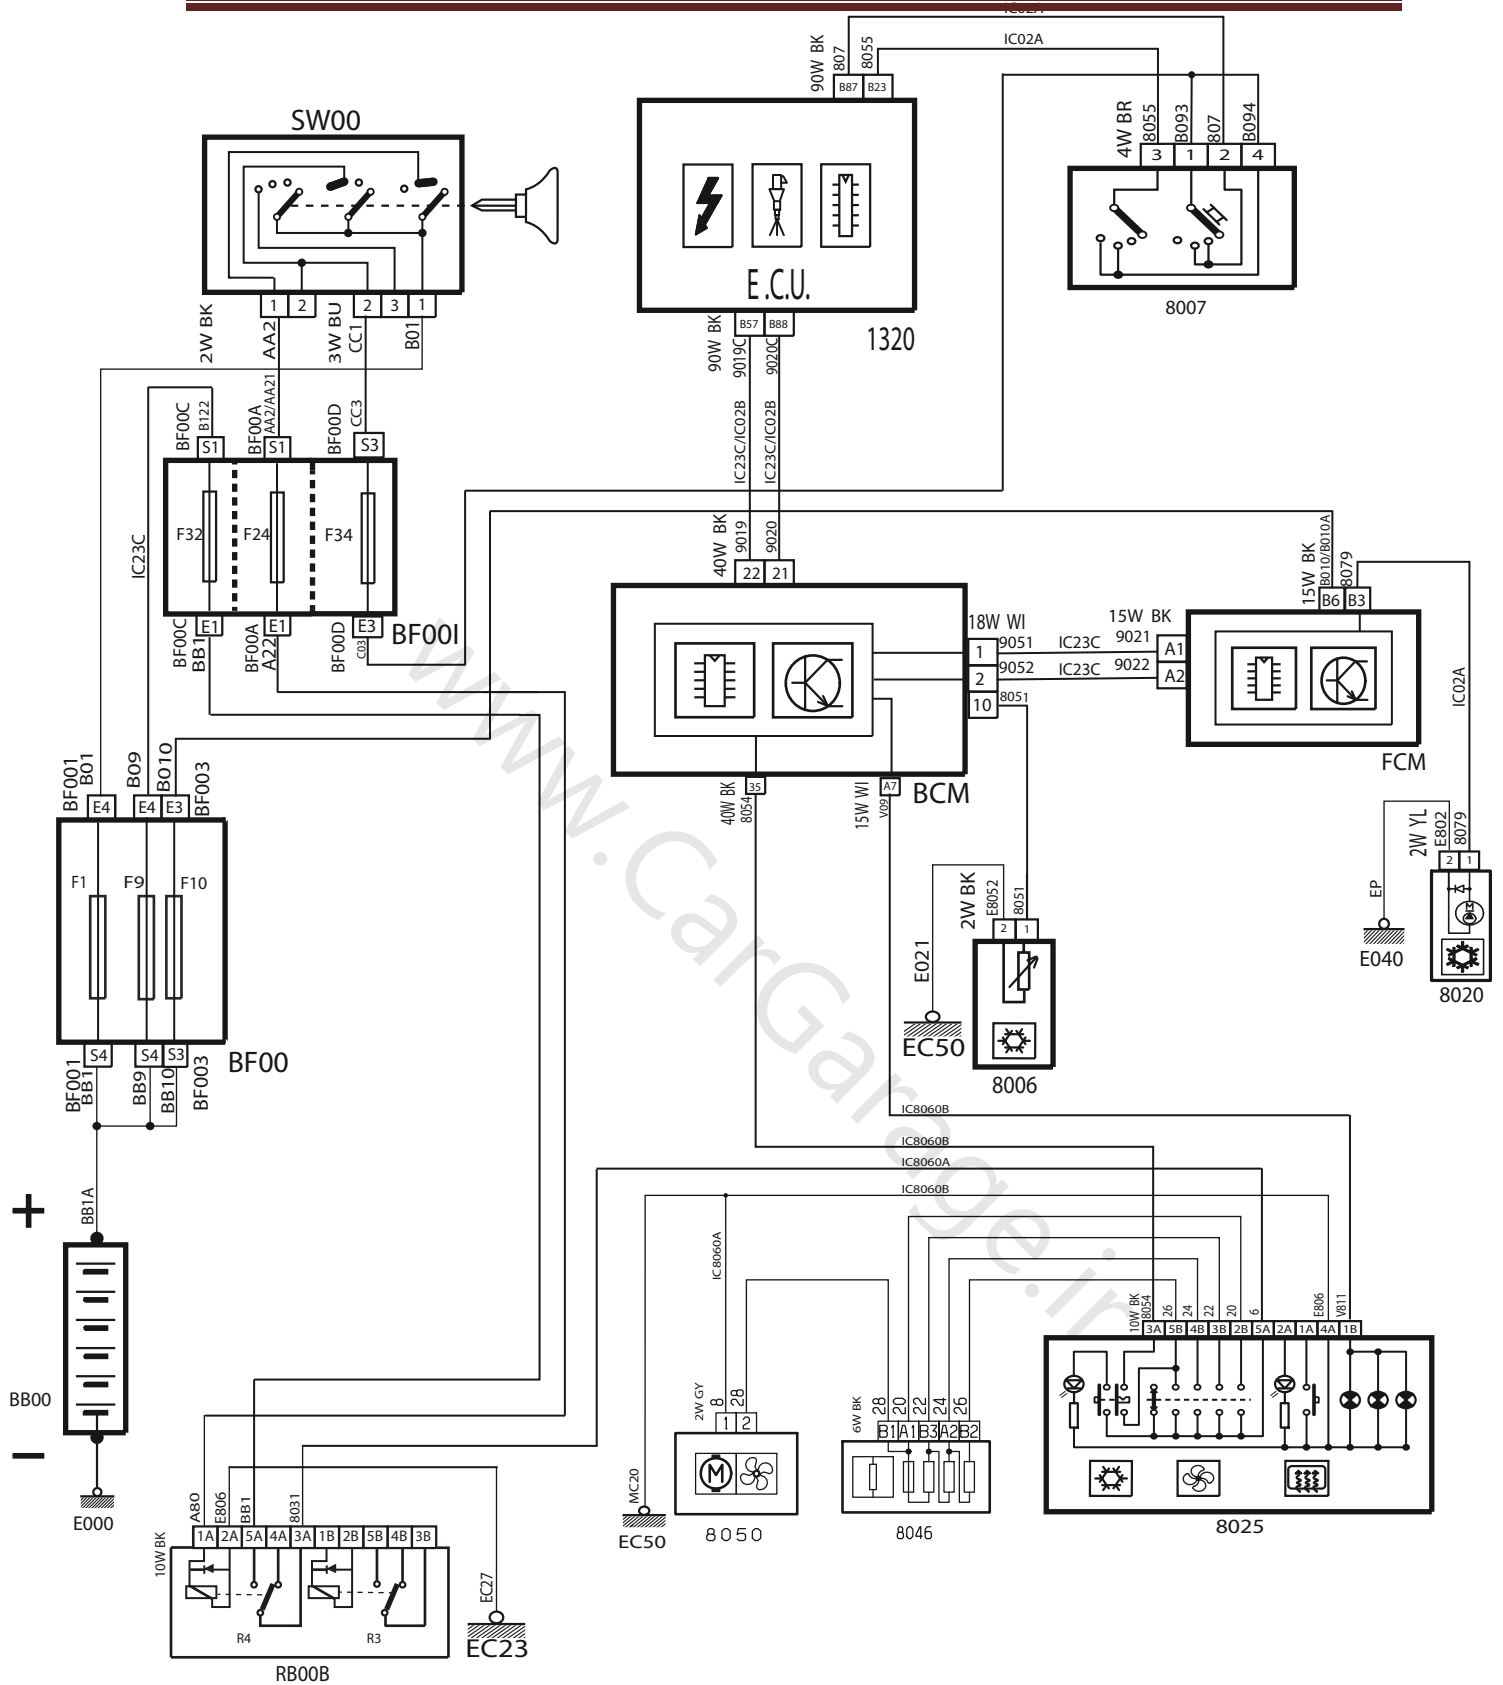 IC02A
IC02A
90W BK
807
8055
B87
B23
4W BR
8055
B093
807
B094
3
1
2
4
8007
SW00
1
2
2
3
1
2W BK
AA2
3W BU
CC1
B01
E.C.U.
1320
B57
B88
90W BK
9019C
9020C
IC23C/IC02B
IC23C/IC02B
BF00C
B122
BF00A
AA2/AA21
BF00D
CC3
S1
S1
S3
F32
F24
F34
IC23C
E1
E1
E3
BF00I
BF00C
BB1
BF00A
A22
BF00D
C03
40W BK
9019
9020
22
21
BCM
18W WI
1
2
10
9051
9052
8051
IC23C
IC23C
15W BK
9021
9022
A1
A2
15W BK
B010/B010A
8079
B6
B3
FCM
IC02A
35
40W BK
8054
A7
15W WI
V09
BF001
B01
B09
B010
BF003
E4
E4
E3
F1
F9
F10
S4
S4
S3
BF00
BF001
BB1
BB9
BB10
BF003
2W YL
E802
8079
2
1
EP
E040
8020
2W BK
E8052
8051
2
1
E021
EC50
8006
IC8060B
IC8060B
IC8060A
IC8060B
+
BB1A
BB00
–
E000
IC8060A
10W BK
8054
26
24
22
20
6
E806
V811
3A
5B
4B
3B
2B
5A
2A
1A
4A
1B
8025
2W GY
8
28
1
2
M
8050
6W BK
28
20
22
24
26
B1
A1
B3
A2
B2
8046
MC20
EC50
10W BK
A80
E806
BB1
8031
1A
2A
5A
4A
3A
1B
2B
5B
4B
3B
R4
R3
RB00B
EC27
EC23
M
www.CarGarage.ir